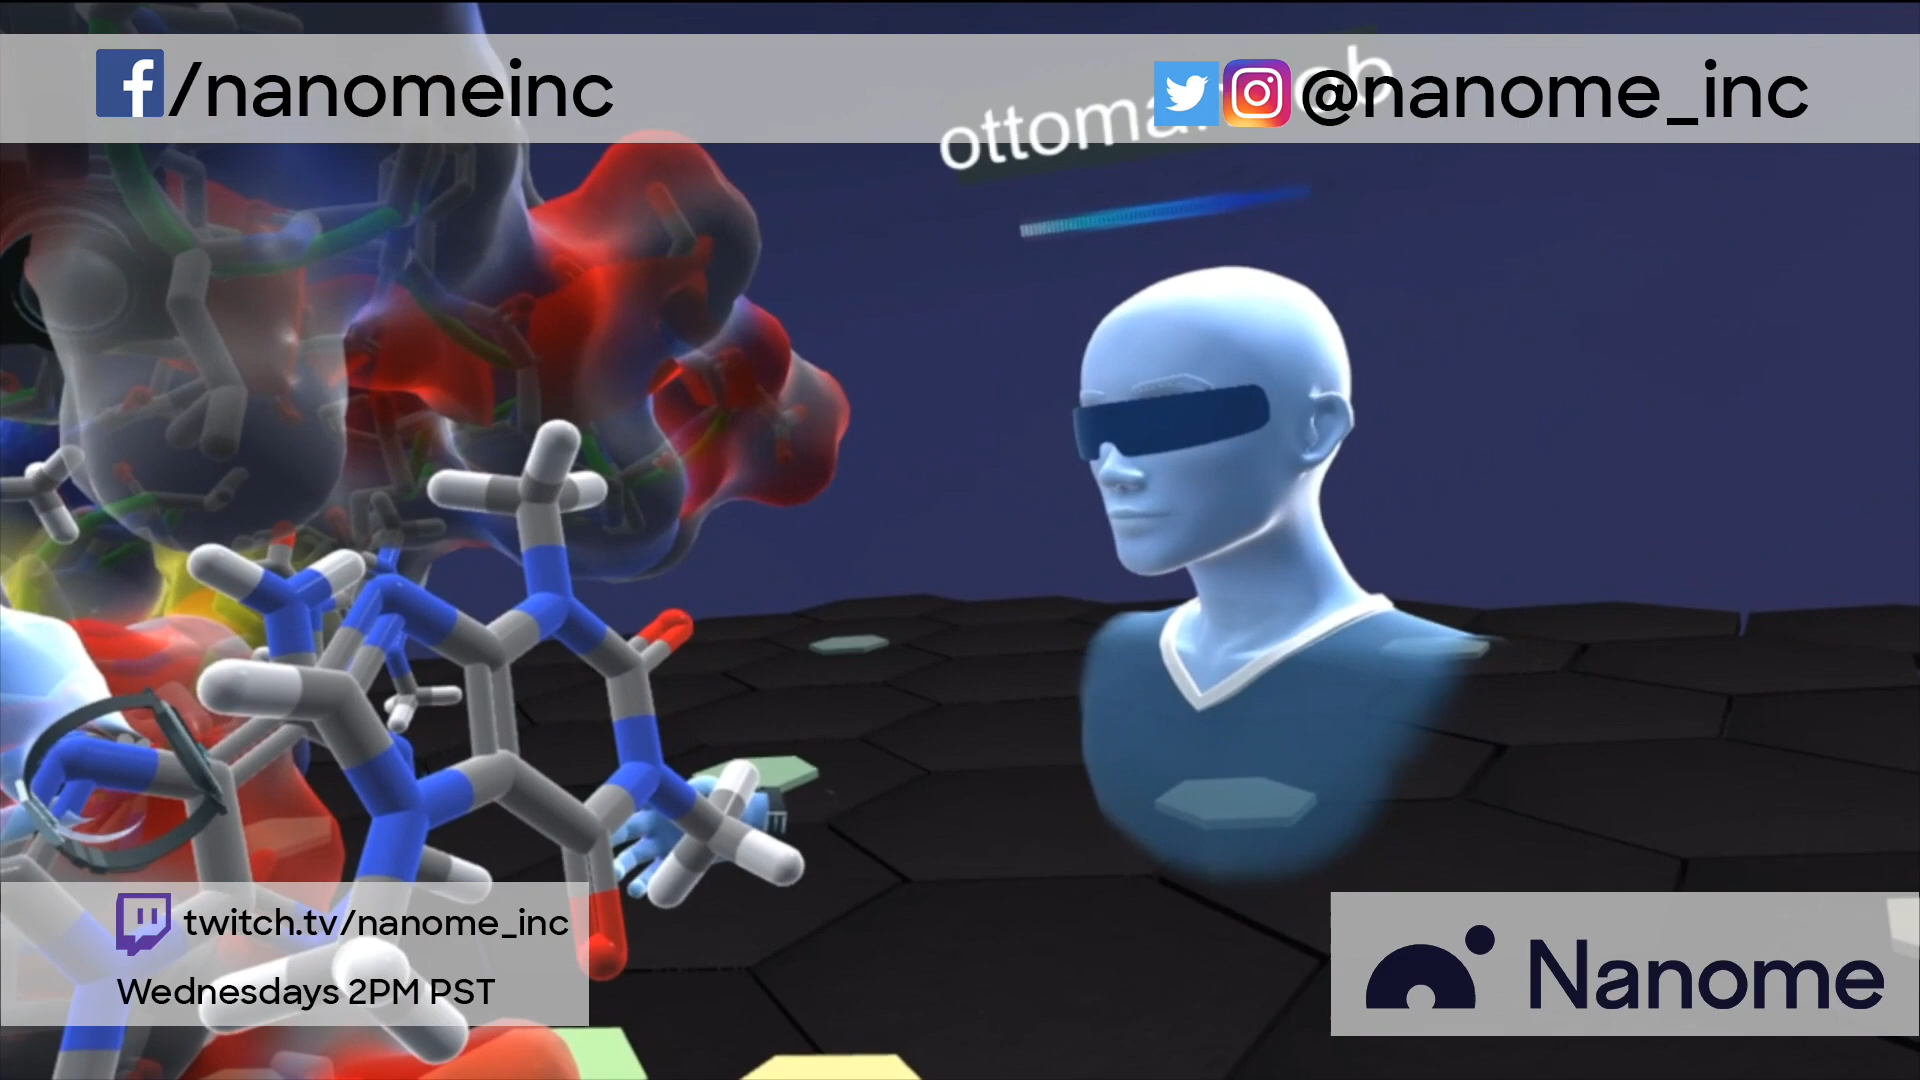 /nanomeinc
@nanome_inc
twitch.tv/nanome_inc
Wednesdays 2PM PST
Nanome